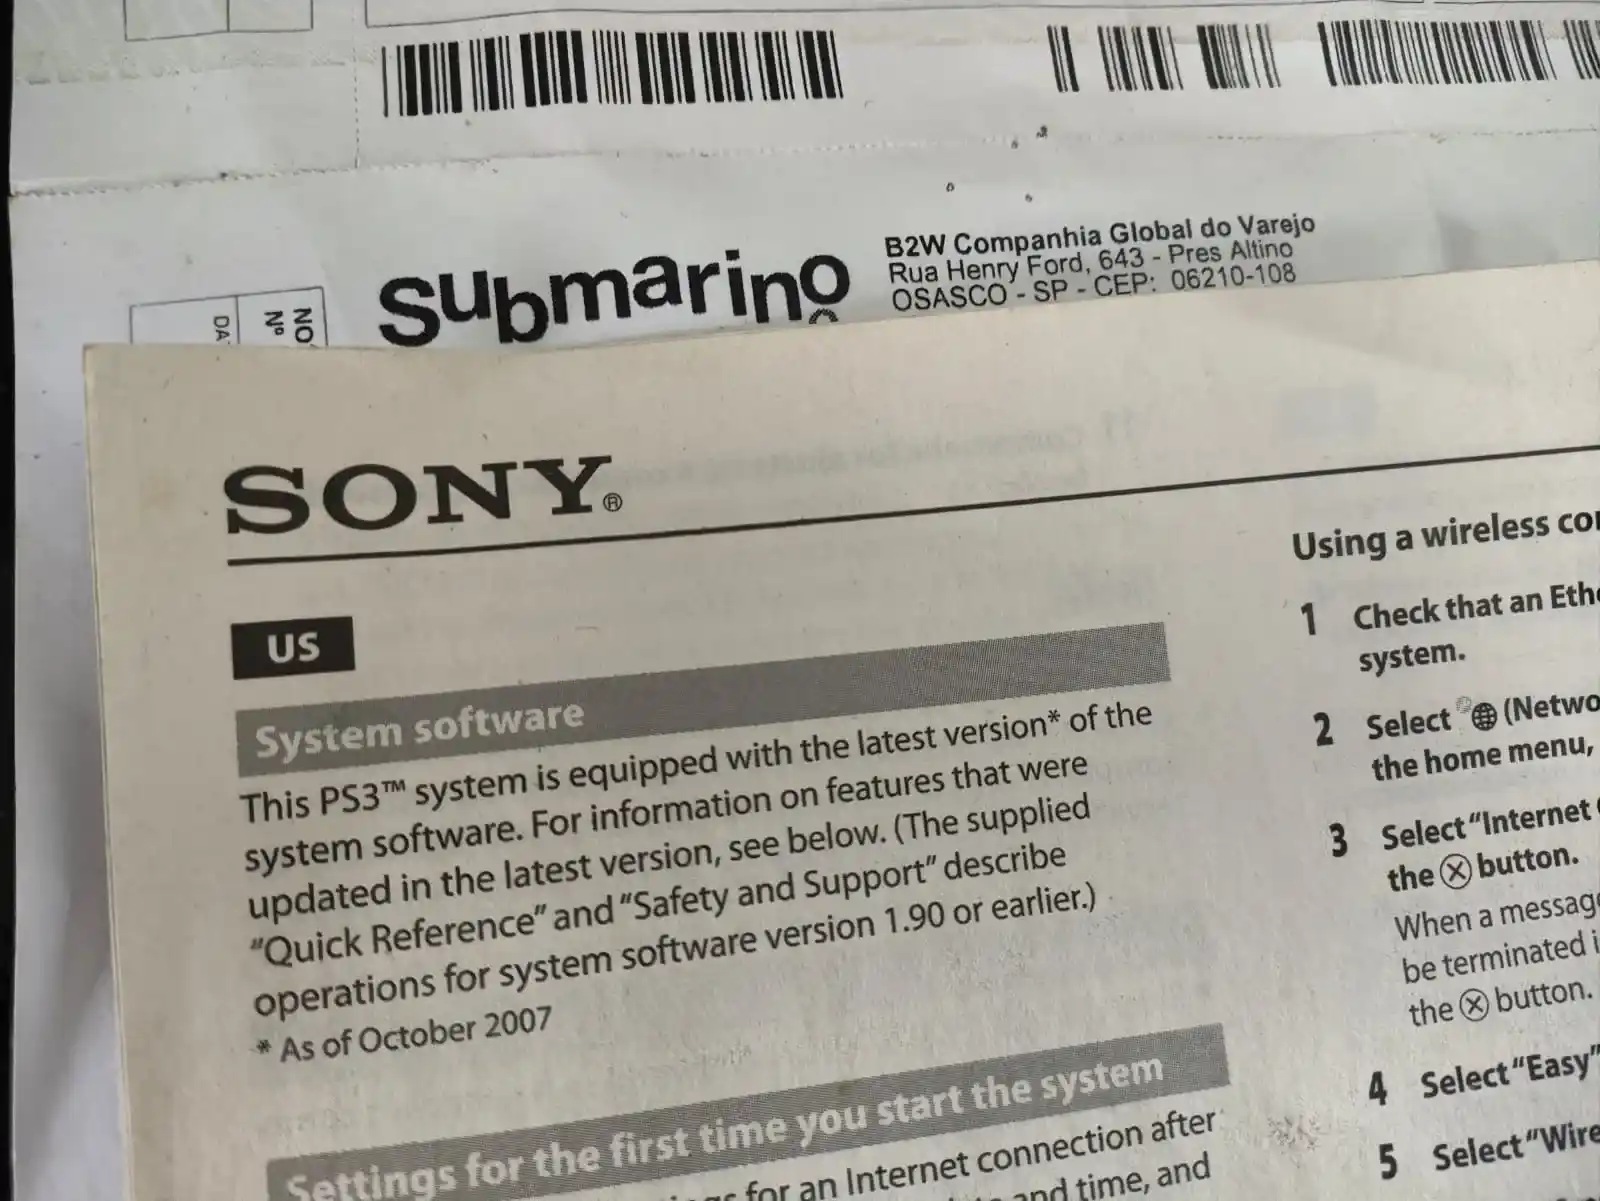 submarino
B2W Companhia Global do Varejo
Rua Henry Ford, 643 - Pres Altino
OSASCO - SP - CEP: 06210-108
Nº
SONY®
US
System software
This PS3™ system is equipped with the latest version* of the
system software. For information on features that were
updated in the latest version, see below. (The supplied
“Quick Reference” and “Safety and Support” describe
operations for system software version 1.90 or earlier.)
* As of October 2007
Settings for the first time you start the system
for an Internet connection after
and time, and
Using a wireless
1 Check that an
system.
2 Select
the home menu,
3 Select “Internet
the ⓧ button.
When a
be terminated
the ⓧ button.
4 Select “Easy”
5 Select